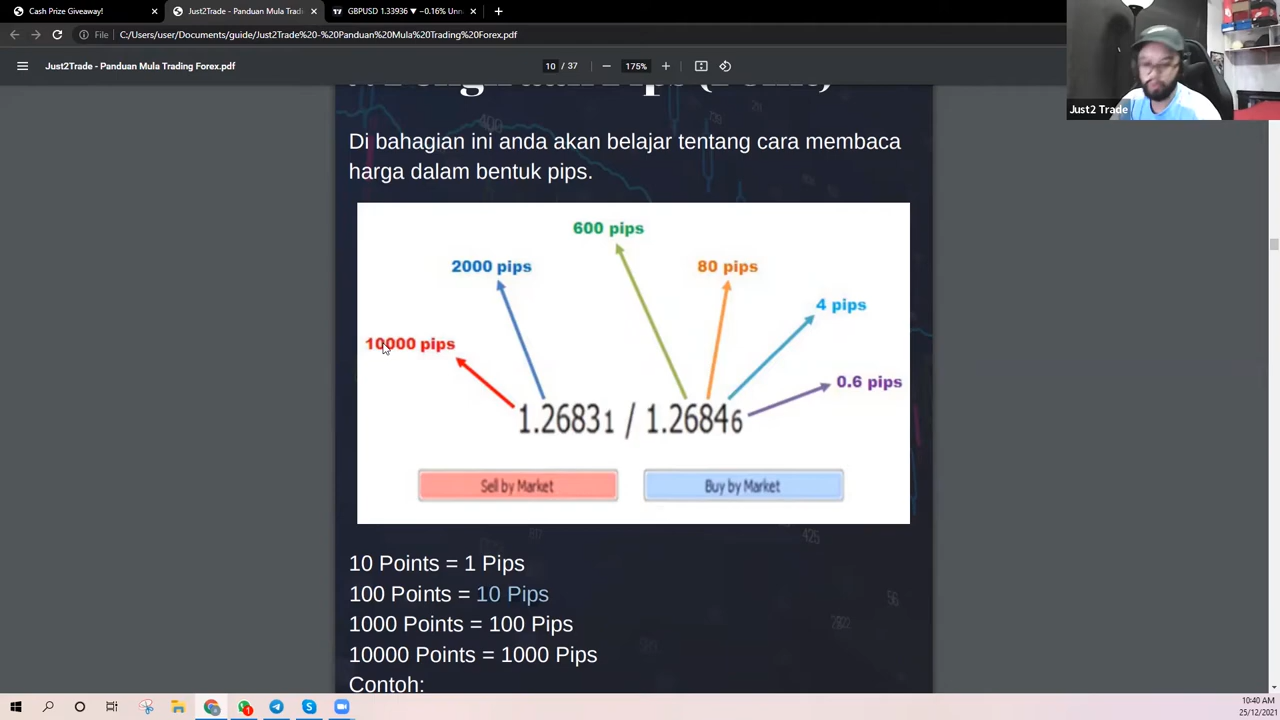 Cash Prize Giveaway!
Just2Trade - Panduan Mula Tradi
GBPUSD 1.33936 ▼ −0.16% Unn
File
C:/Users/user/Documents/guide/Just2Trade%20-%20Panduan%20Mula%20Trading%20Forex.pdf
Just2Trade - Panduan Mula Trading Forex.pdf
10 / 37
175%
Just2 Trade
Di bahagian ini anda akan belajar tentang cara membaca
harga dalam bentuk pips.
600 pips
2000 pips
80 pips
4 pips
10000 pips
0.6 pips
1.26831 / 1.26846
Sell by Market
Buy by Market
10 Points = 1 Pips
100 Points = 10 Pips
1000 Points = 100 Pips
10000 Points = 1000 Pips
Contoh:
10:40 AM
25/12/2021